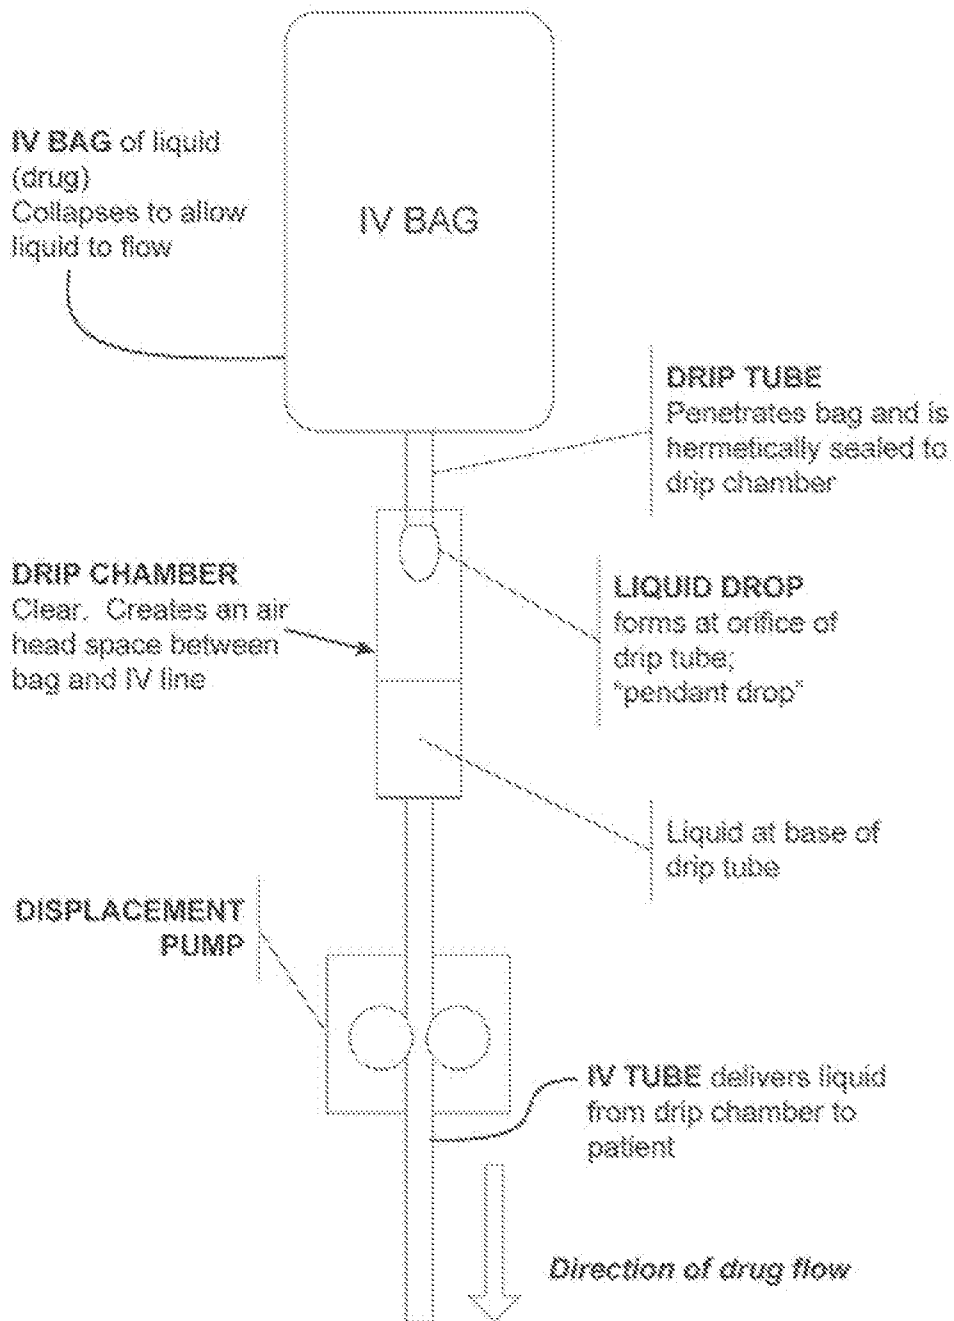 IV BAG of liquid
(drug)
Collapses to allow
liquid to flow
IV BAG
DRIP TUBE
Penetrates bag and is
hermetically sealed to
drip chamber
DRIP CHAMBER
Clear. Creates an air
head space between
bag and IV line
LIQUID DROP
forms at orifice of
drip tube;
"pendant drop"
Liquid at base of
drip tube
DISPLACEMENT
PUMP
IV TUBE delivers liquid
from drip chamber to
patient
Direction of drug flow